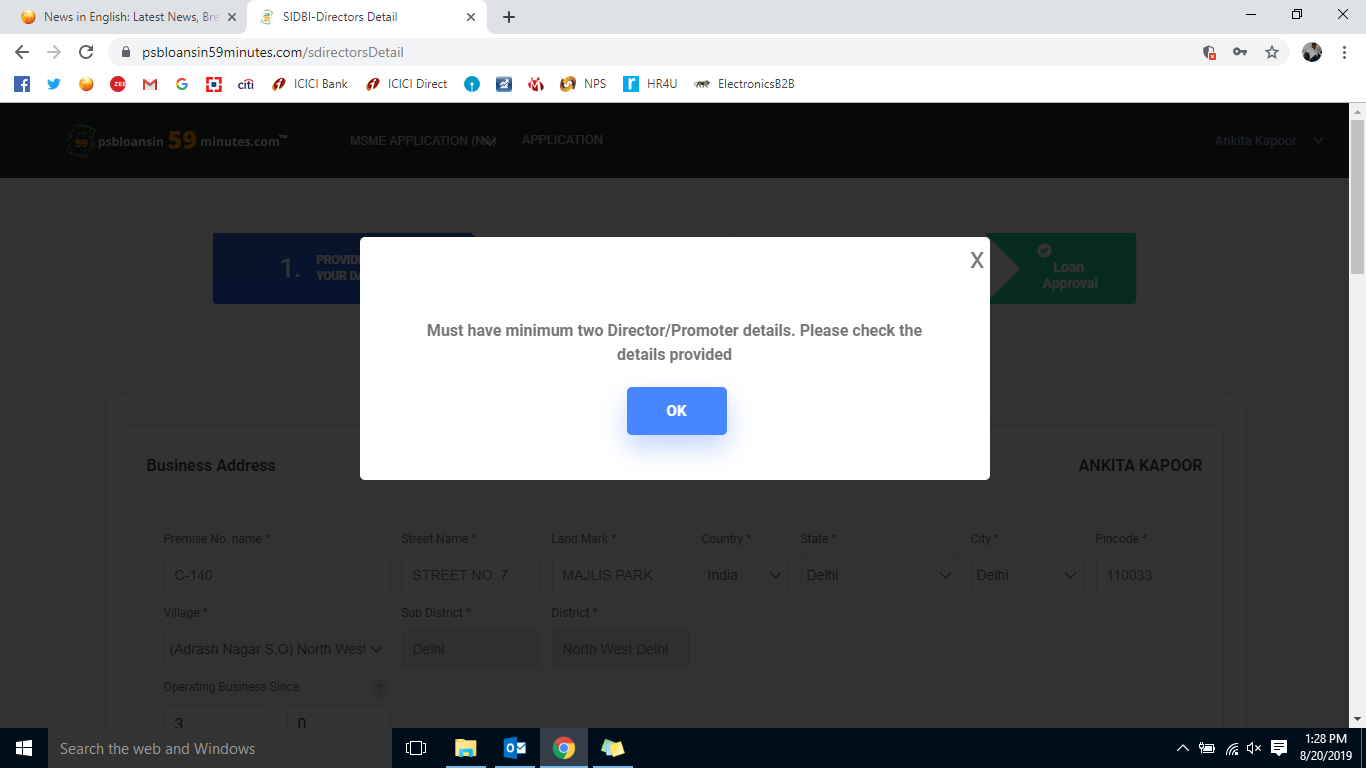 News in English: Latest News, Bre
SIDBI-Directors Detail
psbloansin59minutes.com/sdirectorsDetail
ZEE
citi
ICICI Bank
ICICI Direct
NPS
HR4U
ElectronicsB2B
59 psbloansin 59 minutes.com™
MSME APPLICATION
APPLICATION
Ankita Kapoor
1.
YOUR
Loan
Approval
X
Must have minimum two Director/Promoter details. Please check the
details provided
OK
Business Address
ANKITA KAPOOR
Premise No. name *
Street Name *
Land Mark *
Country *
State *
City *
Pincode *
C-140
STREET NO. 7
MAJLIS PARK
India
Delhi
Delhi
110033
Village *
Sub District *
District *
(Adrash Nagar S.O) North West
Delhi
North West Delhi
Operating Business Since
?
3
0
Search the web and Windows
1:28 PM
8/20/2019